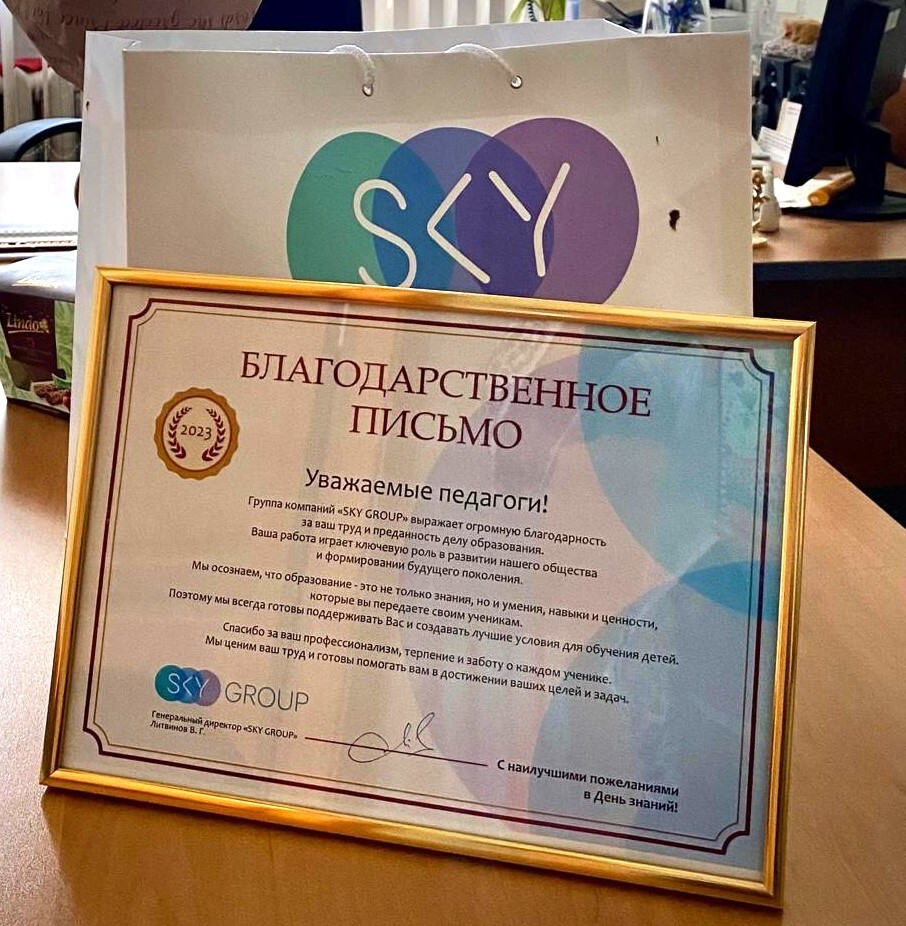 SKY
Lindo
БЛАГОДАРСТВЕННОЕ
ПИСЬМО
2023
Уважаемые педагоги!
Группа компаний «SKY GROUP» выражает огромную благодарность
за ваш труд и преданность делу образования.
Ваша работа играет ключевую роль в развитии нашего общества
и формировании будущего поколения.
Мы осознаем, что образование - это не только знания, но и умения, навыки и ценности,
которые вы передаете своим ученикам.
Поэтому мы всегда готовы поддерживать Вас и создавать лучшие условия для обучения детей.
Спасибо за ваш профессионализм, терпение и заботу о каждом ученике.
Мы ценим ваш труд и готовы помогать вам в достижении ваших целей и задач.
SKY GROUP
Генеральный директор «SKY GROUP»
Литвинов В. Г.
С наилучшими пожеланиями
в День знаний!